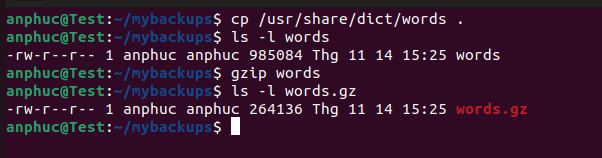 anphuc@Test:~/mybackups$ cp /usr/share/dict/words .
anphuc@Test:~/mybackups$ ls -l words
-rw-r--r-- 1 anphuc anphuc 985084 Thg 11 14 15:25 words
anphuc@Test:~/mybackups$ gzip words
anphuc@Test:~/mybackups$ ls -l words.gz
-rw-r--r-- 1 anphuc anphuc 264136 Thg 11 14 15:25 words.gz
anphuc@Test:~/mybackups$